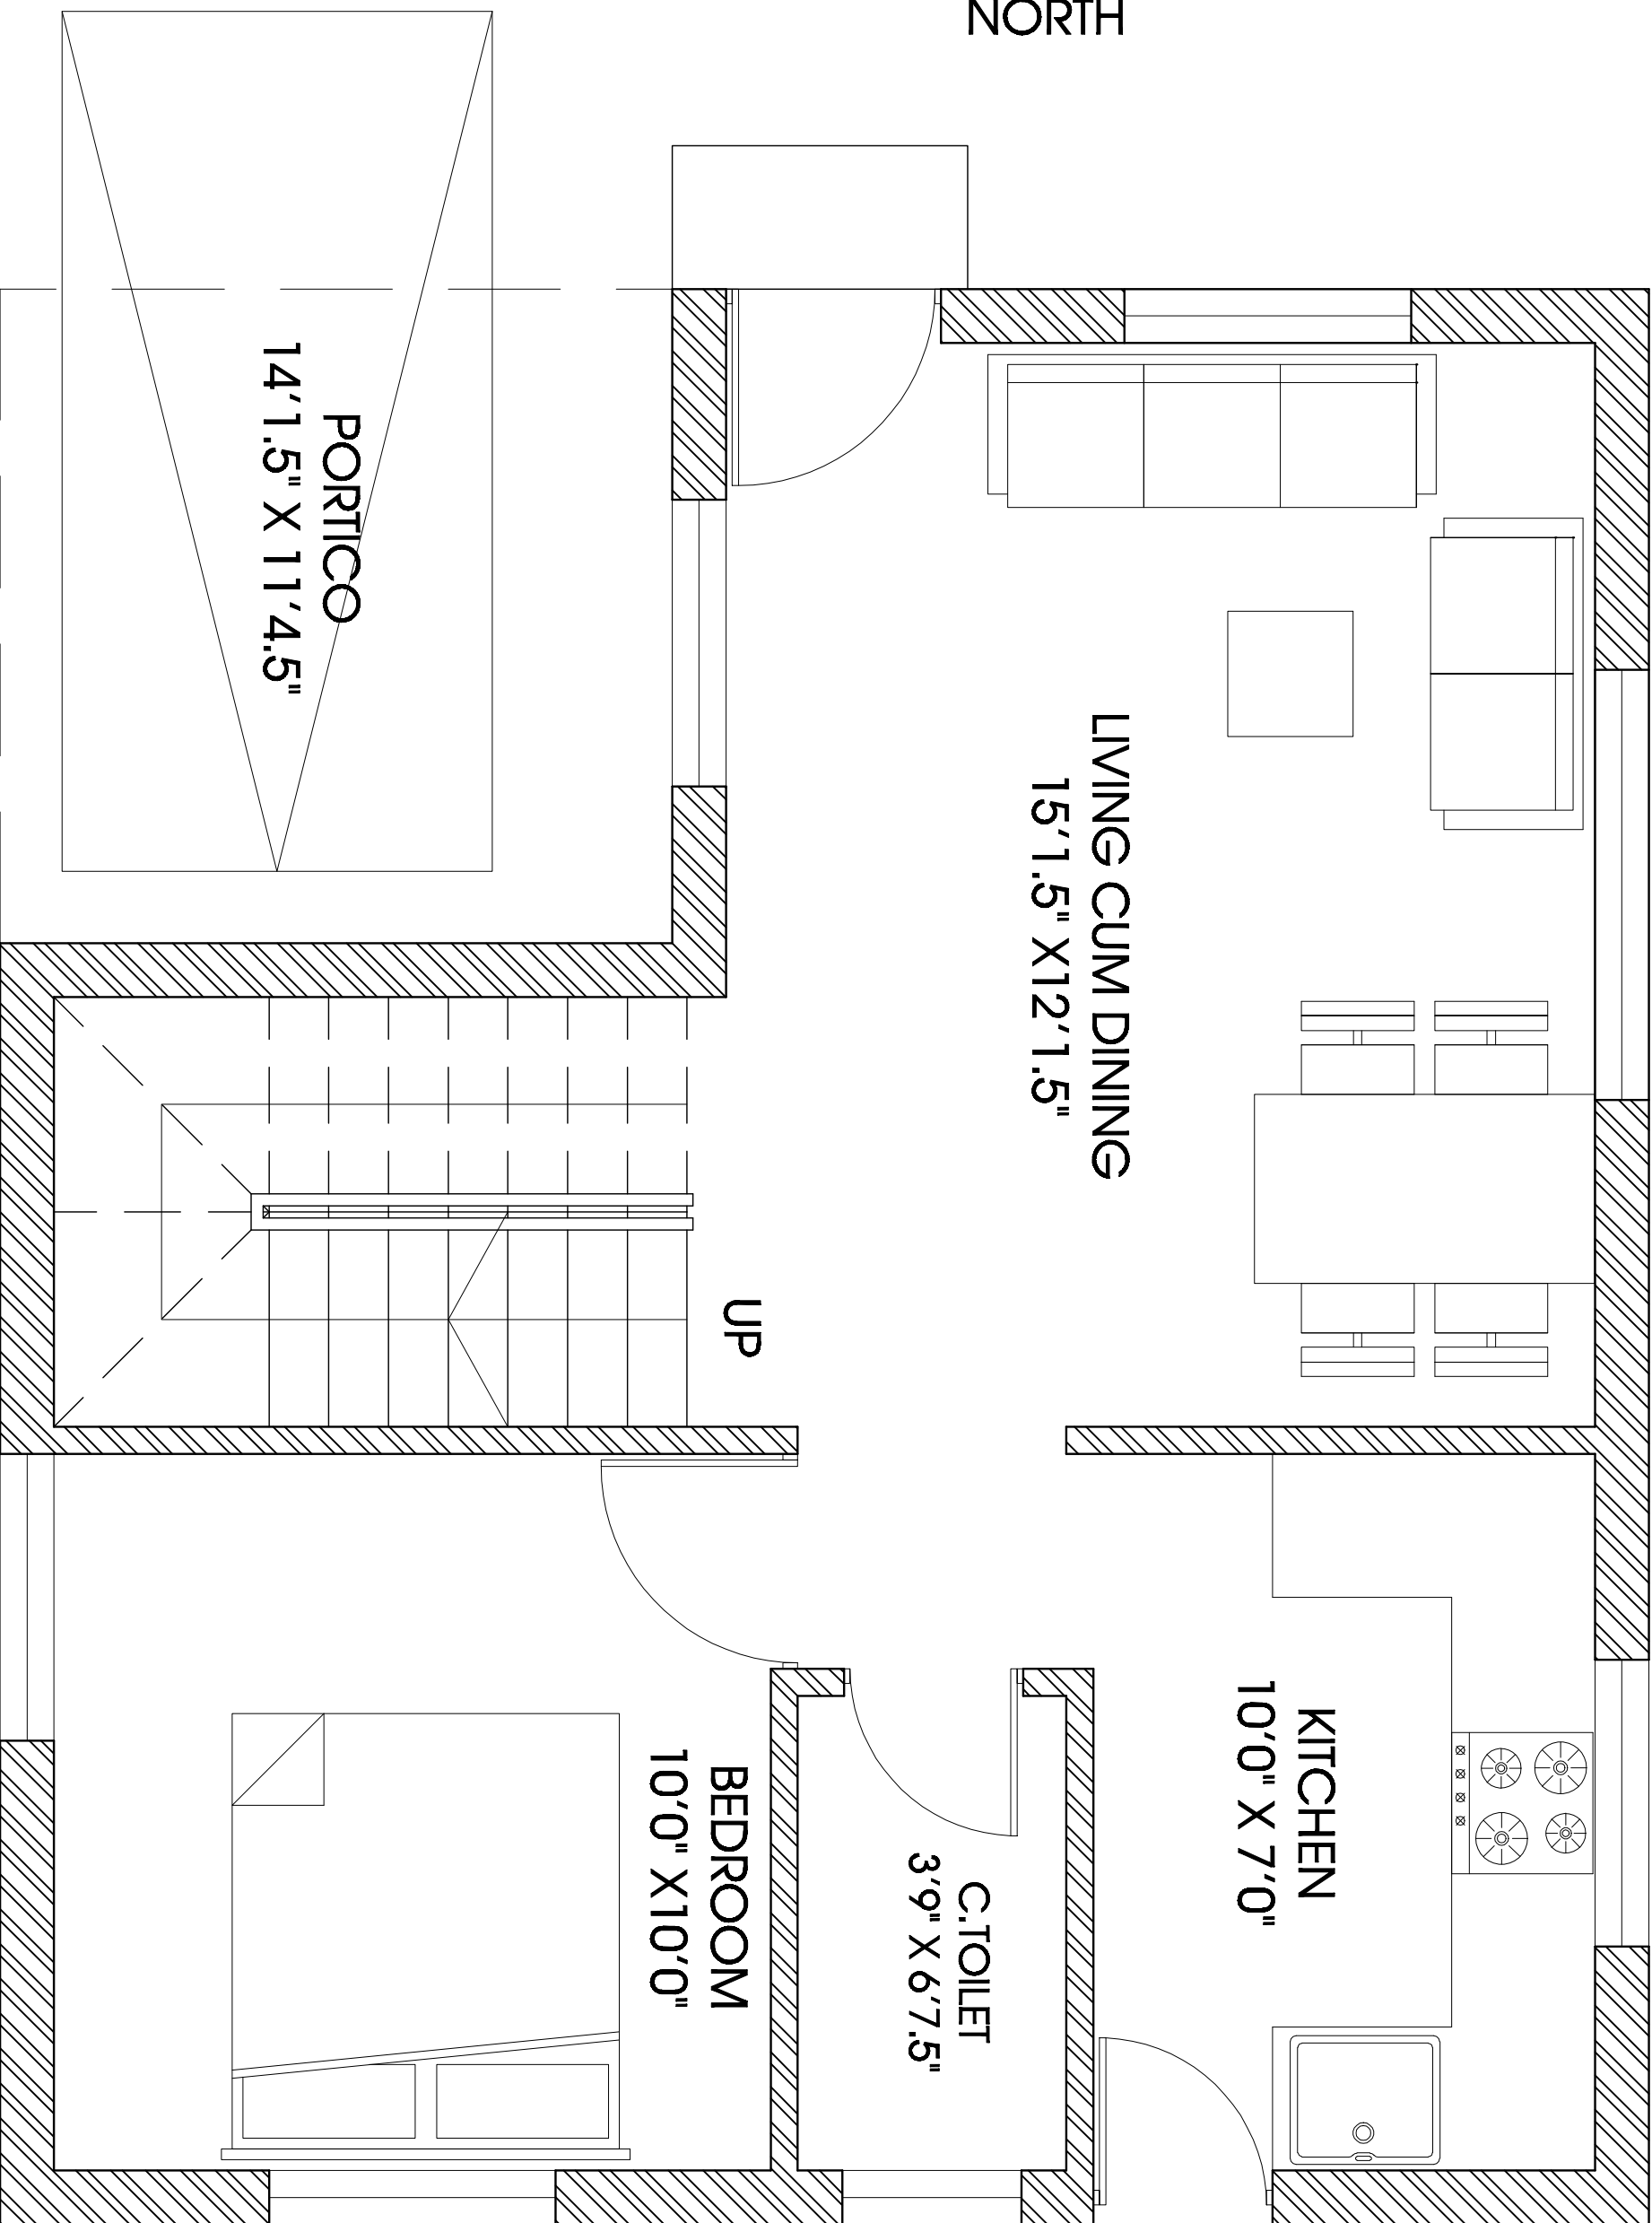 NORTH
PORTICO
14'1.5" X 11'4.5"
LIVING CUM DINING
15'1.5" X12'1.5"
UP
KITCHEN
10'0" X 7'0"
C.TOILET
3'9" X 6'7.5"
BEDROOM
10'0" X10'0"